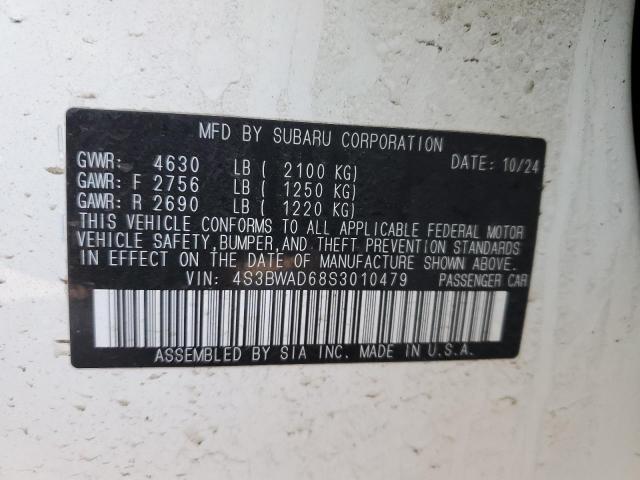 MFD BY SUBARU CORPORATION
GVWR: 4630 LB ( 2100 KG) DATE: 10/24
GAWR: F 2756 LB ( 1250 KG)
GAWR: R 2690 LB ( 1220 KG)
THIS VEHICLE CONFORMS TO ALL APPLICABLE FEDERAL MOTOR
VEHICLE SAFETY,BUMPER,AND THEFT PREVENTION STANDARDS
IN EFFECT ON THE DATE OF MANUFACTURE SHOWN ABOVE.
VIN: 4S3BWAD68S3010479 PASSENGER CAR
ASSEMBLED BY SIA INC. MADE IN U.S.A.